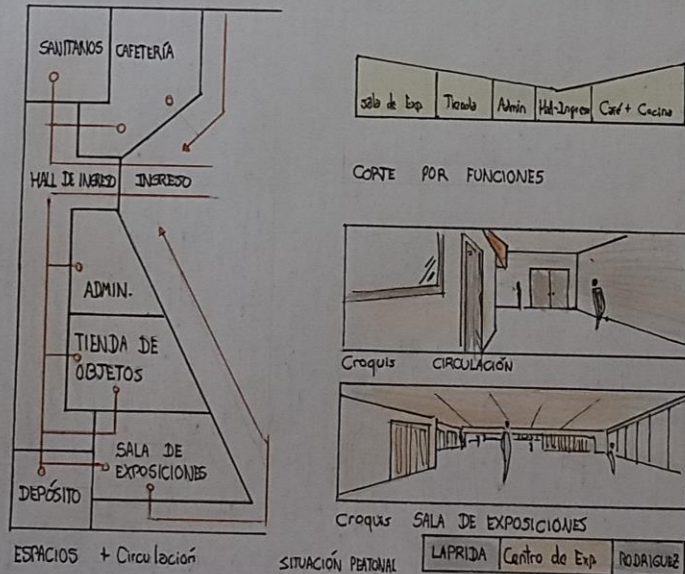 SANITARIOS
CAFETERÍA
HALL DE INGRESO
INGRESO
ADMIN.
TIENDA DE
OBJETOS
SALA DE
EXPOSICIONES
DEPÓSITO
ESPACIOS + Circulación
Sala de Exp
Tienda
Admin
Hall-Ingreso
Café + Cocina
CORTE POR FUNCIONES
Croquis CIRCULACIÓN
Croquis SALA DE EXPOSICIONES
SITUACIÓN PEATONAL
LAPRIDA
Centro de Exp
RODRIGUEZ